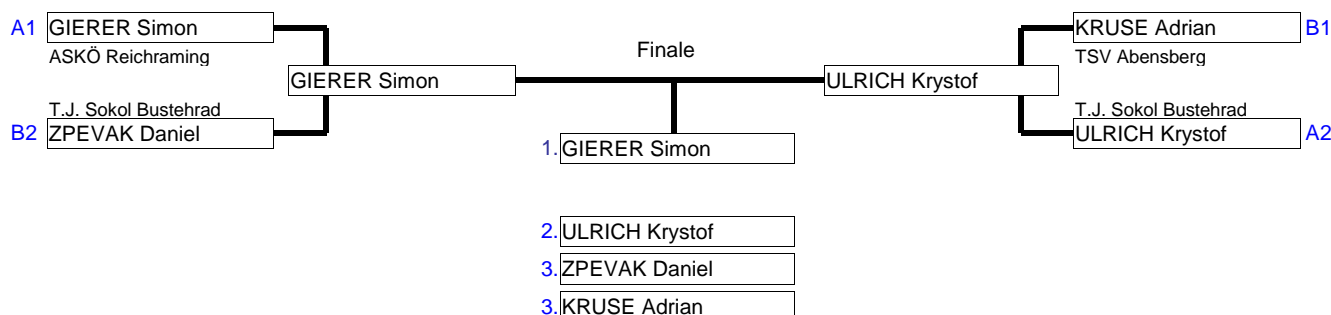 A1 GIERER Simon
ASKÖ Reichraming
KRUSE Adrian B1
TSV Abensberg
Finale
GIERER Simon
ULRICH Krystof
T.J. Sokol Bustehrad
B2 ZPEVAK Daniel
T.J. Sokol Bustehrad
ULRICH Krystof A2
1. GIERER Simon
2. ULRICH Krystof
3. ZPEVAK Daniel
3. KRUSE Adrian